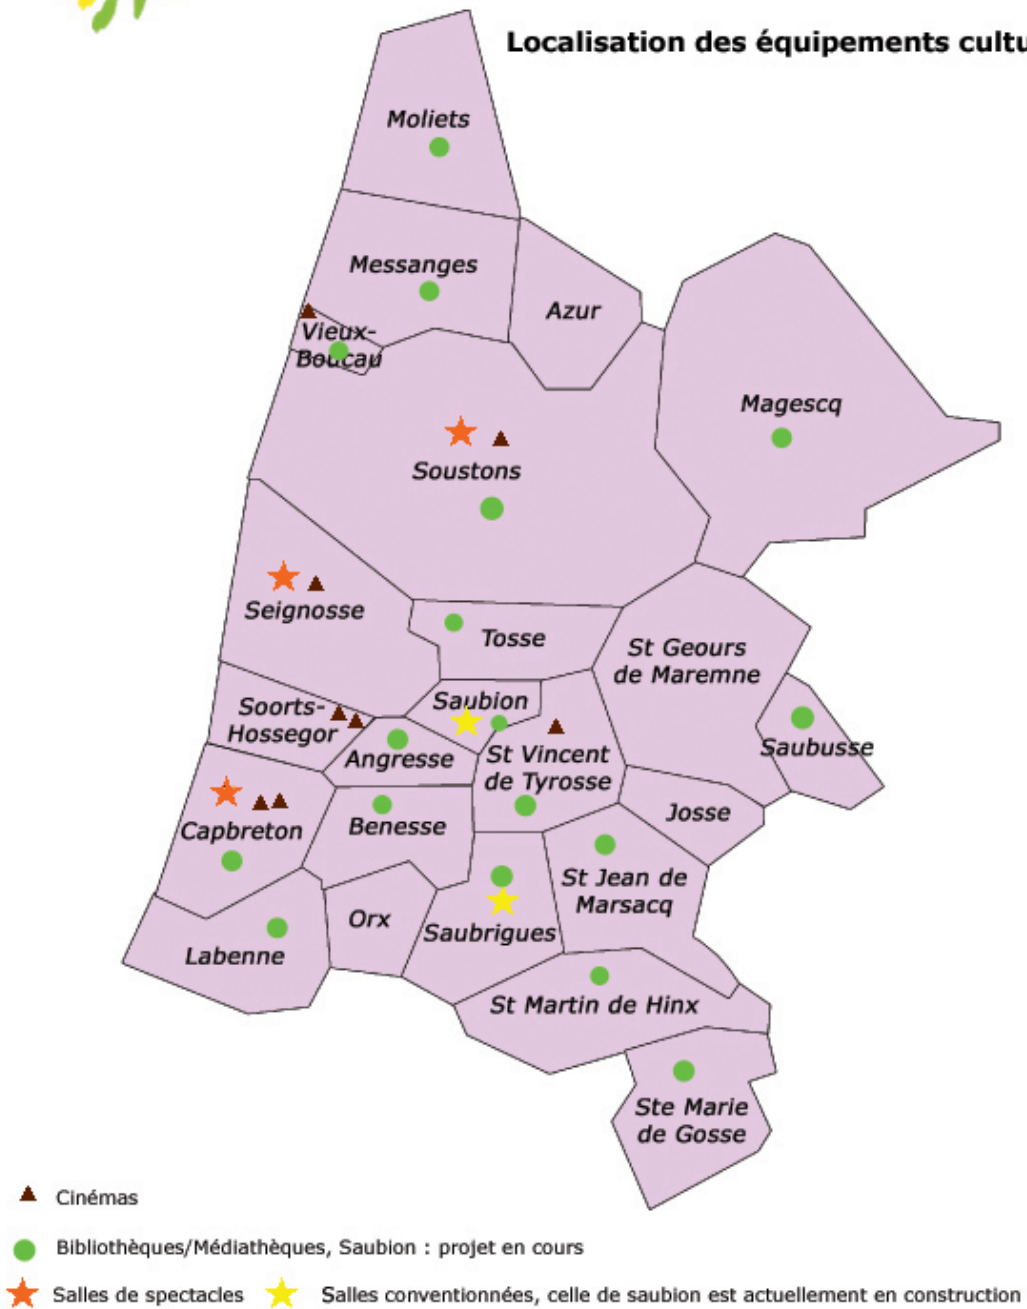 Localisation des équipements cultu
Moliets
Messanges
Azur
Vieux-
Boucau
Magescq
Soustons
Seignosse
Tosse
St Geours
de Maremne
Saubion
Soorts-
Hossegor
Angresse
St Vincent
de Tyrosse
Saubusse
Josse
Capbreton
Benesse
St Jean de
Marsacq
Orx
Saubrigues
Labenne
St Martin de Hinx
Ste Marie
de Gosse
Cinémas
Bibliothèques/Médiathèques, Saubion : projet en cours
Salles de spectacles Salles conventionnées, celle de saubion est actuellement en construction